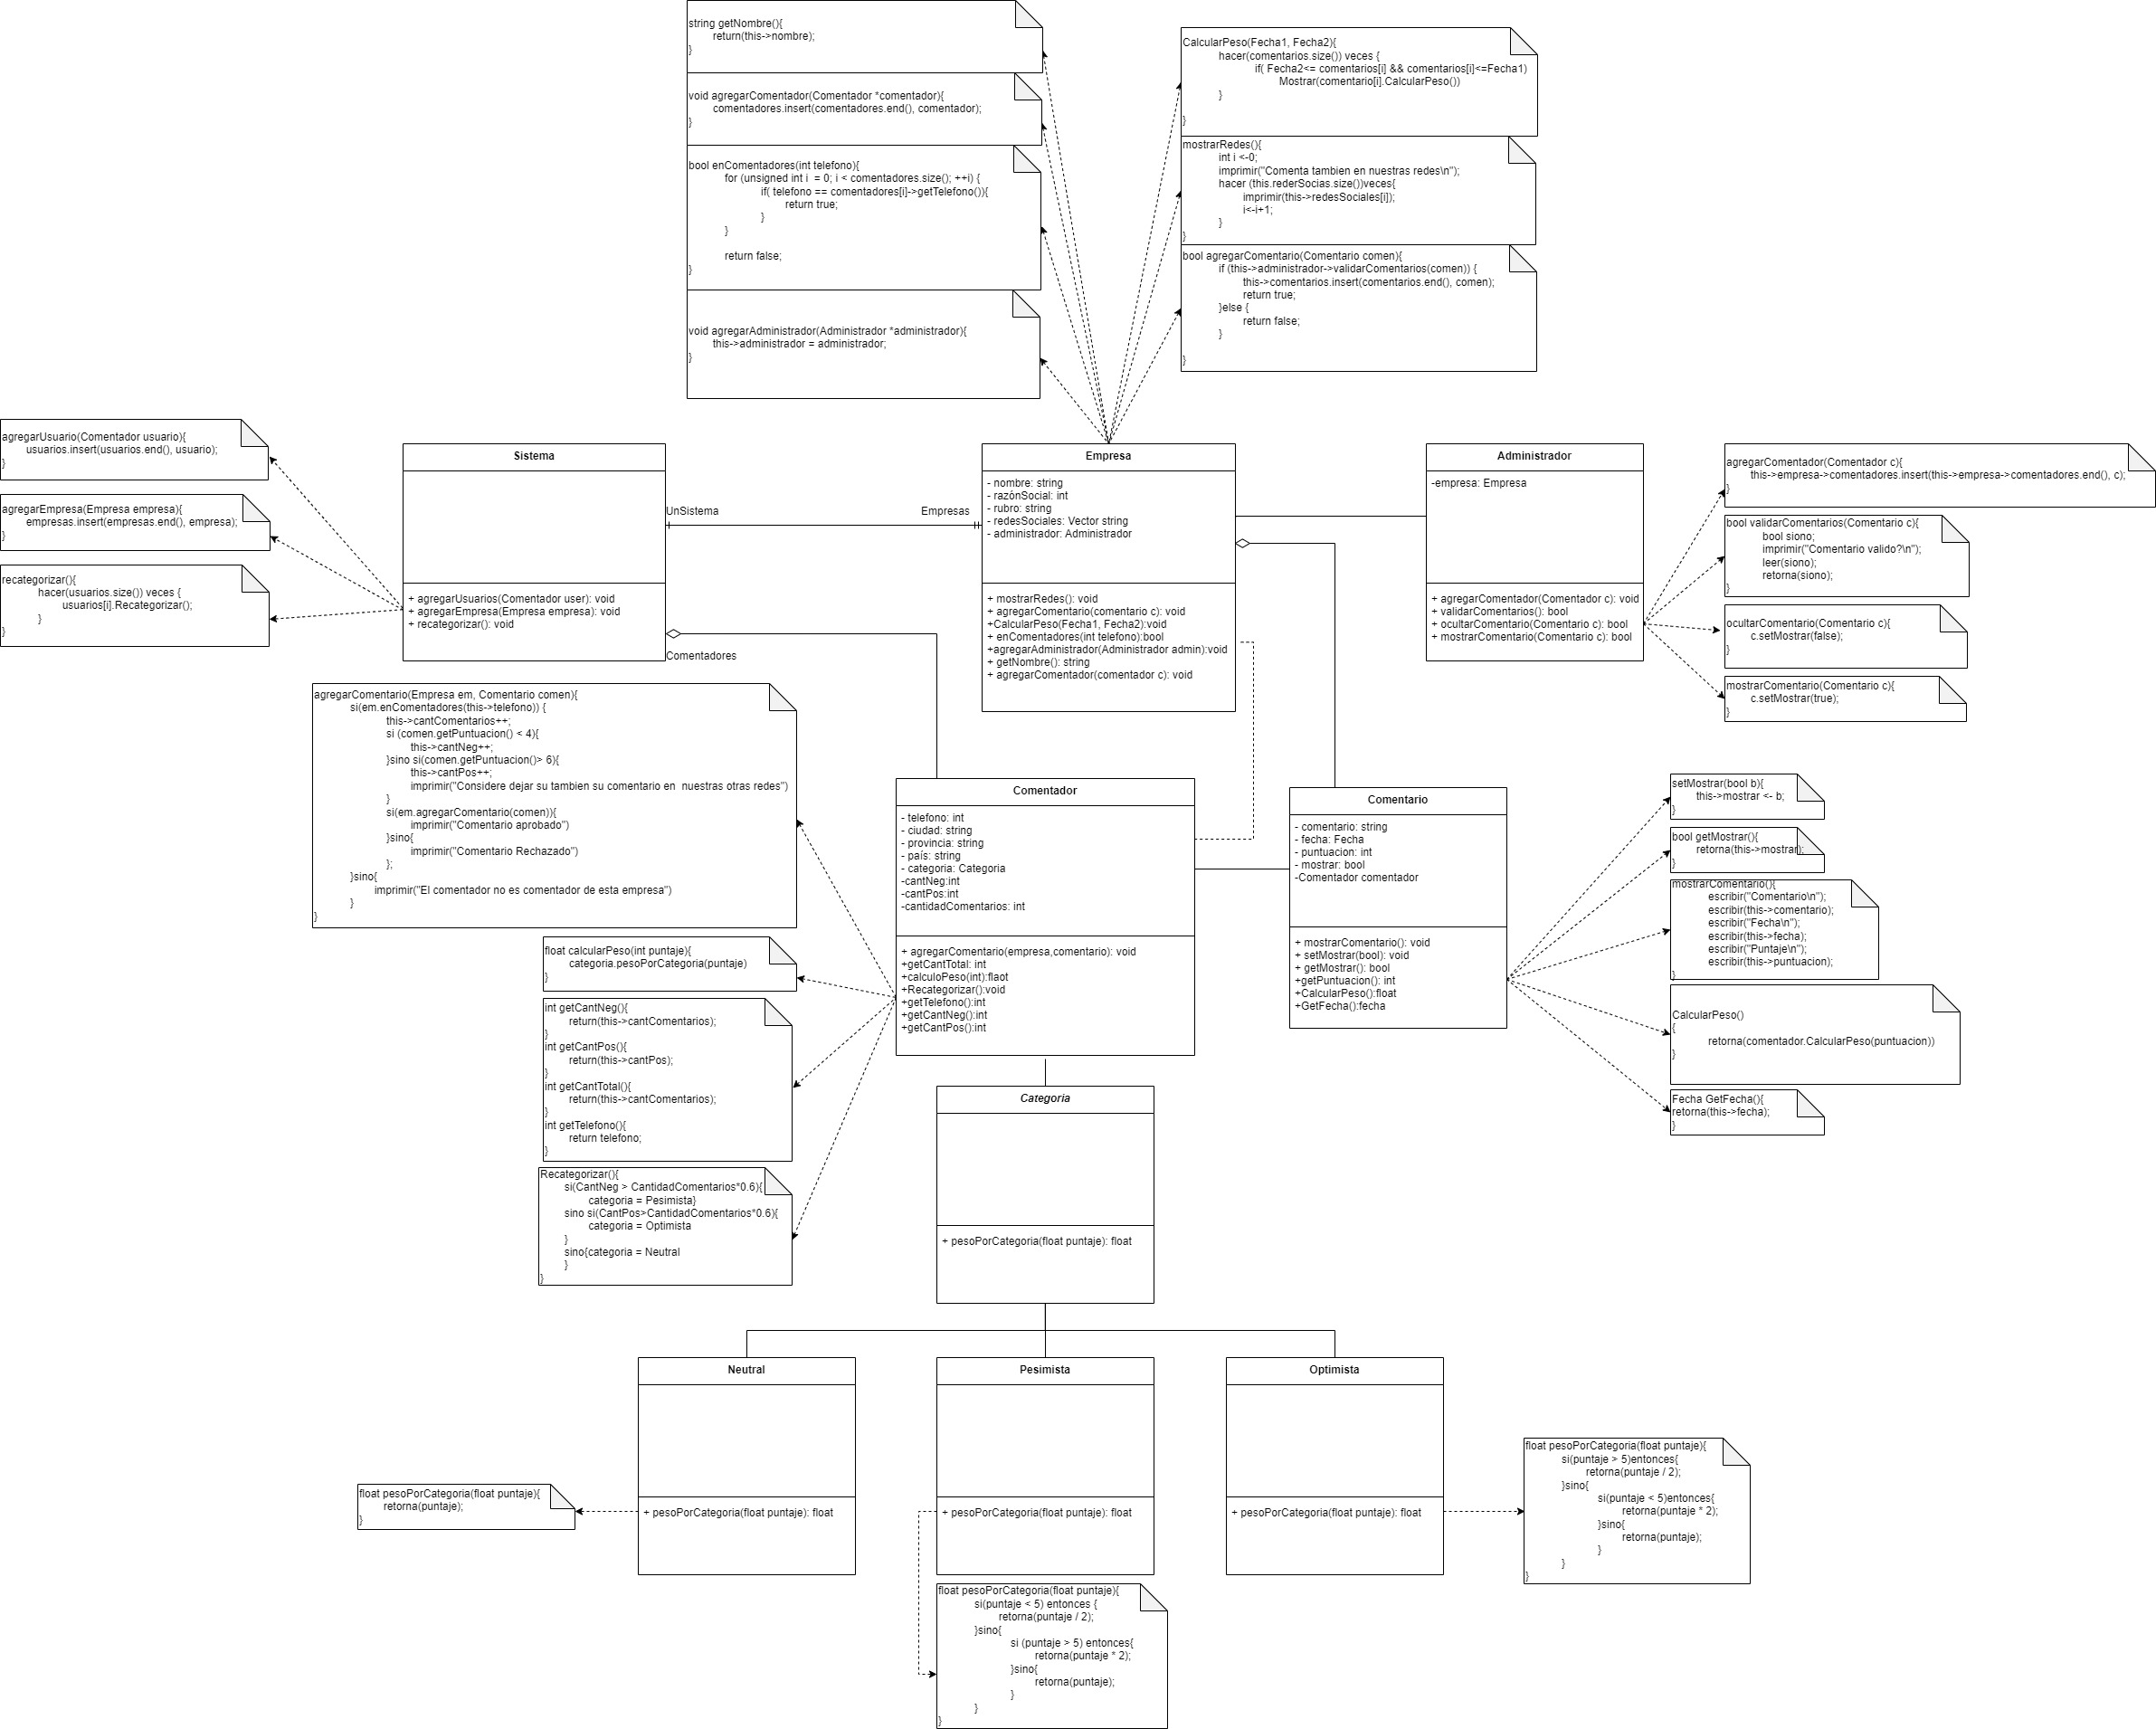 string getNombre(){
return(this->nombre);
}
void agregarComentador(Comentador *comentador){
comentadores.insert(comentadores.end(), comentador);
}
bool enComentadores(int telefono){
for (unsigned int i  = 0; i < comentadores.size(); ++i) {
if( telefono == comentadores[i]->getTelefono()){
return true;
}
}
return false;
}
void agregarAdministrador(Administrador *administrador){
this->administrador = administrador;
}
CalcularPeso(Fecha1, Fecha2){
hacer(comentarios.size()) veces {
if( Fecha2<= comentarios[i] && comentarios[i]<=Fecha1)
Mostrar(comentario[i].CalcularPeso())
}
}
mostrarRedes(){
int i <-0;
imprimir("Comenta tambien en nuestras redes\n");
hacer (this.rederSocias.size())veces{
imprimir(this->redesSociales[i]);
i<-i+1;
}
}
bool agregarComentario(Comentario comen){
if (this->administrador->validarComentarios(comen)) {
this->comentarios.insert(comentarios.end(), comen);
return true;
}else {
return false;
}
}
agregarUsuario(Comentador usuario){
usuarios.insert(usuarios.end(), usuario);
}
agregarEmpresa(Empresa empresa){
empresas.insert(empresas.end(), empresa);
}
recategorizar(){
hacer(usuarios.size()) veces {
usuarios[i].Recategorizar();
}
}
Sistema
+ agregarUsuarios(Comentador user): void
+ agregarEmpresa(Empresa empresa): void
+ recategorizar(): void
UnSistema
Empresas
Comentadores
Empresa
- nombre: string
- razónSocial: int
- rubro: string
- redesSociales: Vector string
- administrador: Administrador
+ mostrarRedes(): void
+ agregarComentario(comentario c): void
+CalcularPeso(Fecha1, Fecha2):void
+ enComentadores(int telefono):bool
+agregarAdministrador(Administrador admin):void
+ getNombre(): string
+ agregarComentador(comentador c): void
Administrador
-empresa: Empresa
+ agregarComentador(Comentador c): void
+ validarComentarios(): bool
+ ocultarComentario(Comentario c): bool
+ mostrarComentario(Comentario c): bool
agregarComentador(Comentador c){
this->empresa->comentadores.insert(this->empresa->comentadores.end(), c);
}
bool validarComentarios(Comentario c){
bool siono;
imprimir("Comentario valido?\n");
leer(siono);
retorna(siono);
}
ocultarComentario(Comentario c){
c.setMostrar(false);
}
mostrarComentario(Comentario c){
c.setMostrar(true);
}
agregarComentario(Empresa em, Comentario comen){
si(em.enComentadores(this->telefono)) {
this->cantComentarios++;
si (comen.getPuntuacion() < 4){
this->cantNeg++;
}sino si(comen.getPuntuacion()> 6){
this->cantPos++;
imprimir("Considere dejar su tambien su comentario en  nuestras otras redes")
}
si(em.agregarComentario(comen)){
imprimir("Comentario aprobado")
}sino{
imprimir("Comentario Rechazado")
};
}sino{
imprimir("El comentador no es comentador de esta empresa")
}
}
float calcularPeso(int puntaje){
categoria.pesoPorCategoria(puntaje)
}
int getCantNeg(){
return(this->cantComentarios);
}
int getCantPos(){
return(this->cantPos);
}
int getCantTotal(){
return(this->cantComentarios);
}
int getTelefono(){
return telefono;
}
Recategorizar(){
si(CantNeg > CantidadComentarios*0.6){
categoria = Pesimista}
sino si(CantPos>CantidadComentarios*0.6){
categoria = Optimista
}
sino{categoria = Neutral
}
}
Comentador
- telefono: int
- ciudad: string
- provincia: string
- país: string
- categoria: Categoria
-cantNeg:int
-cantPos:int
-cantidadComentarios: int
+ agregarComentario(empresa,comentario): void
+getCantTotal: int
+calculoPeso(int):flaot
+Recategorizar():void
+getTelefono():int
+getCantNeg():int
+getCantPos():int
Comentario
- comentario: string
- fecha: Fecha
- puntuacion: int
- mostrar: bool
-Comentador comentador
+ mostrarComentario(): void
+ setMostrar(bool): void
+ getMostrar(): bool
+getPuntuacion(): int
+CalcularPeso():float
+GetFecha():fecha
setMostrar(bool b){
this->mostrar <- b;
}
bool getMostrar(){
retorna(this->mostrar);
}
mostrarComentario(){
escribir("Comentario\n");
escribir(this->comentario);
escribir("Fecha\n");
escribir(this->fecha);
escribir("Puntaje\n");
escribir(this->puntuacion);
}
CalcularPeso()
{
retorna(comentador.CalcularPeso(puntuacion))
}
Fecha GetFecha(){
retorna(this->fecha);
}
Categoria
+ pesoPorCategoria(float puntaje): float
Neutral
+ pesoPorCategoria(float puntaje): float
Pesimista
+ pesoPorCategoria(float puntaje): float
Optimista
+ pesoPorCategoria(float puntaje): float
float pesoPorCategoria(float puntaje){
retorna(puntaje);
}
float pesoPorCategoria(float puntaje){
si(puntaje < 5) entonces {
retorna(puntaje / 2);
}sino{
si (puntaje > 5) entonces{
retorna(puntaje * 2);
}sino{
retorna(puntaje);
}
}
}
float pesoPorCategoria(float puntaje){
si(puntaje > 5)entonces{
retorna(puntaje / 2);
}sino{
si(puntaje < 5)entonces{
retorna(puntaje * 2);
}sino{
retorna(puntaje);
}
}
}